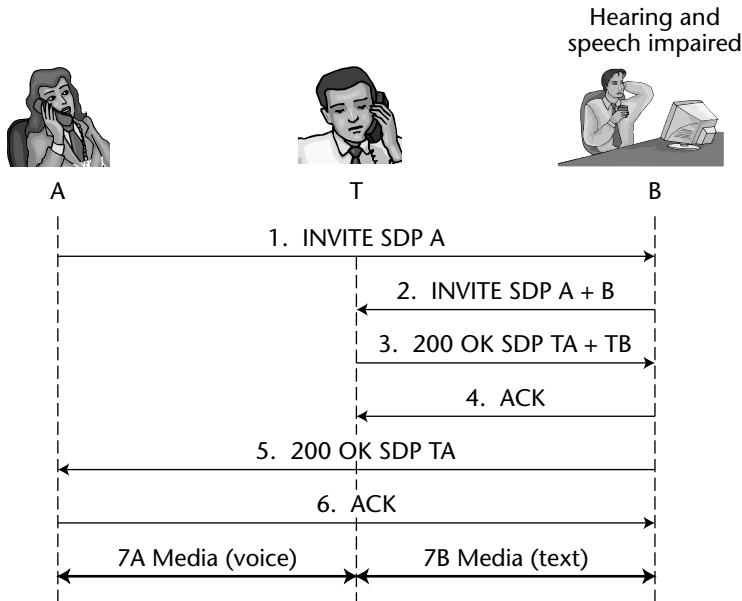 Hearing and
speech impaired
A
T
B
1. INVITE SDP A
2. INVITE SDP A + B
3. 200 OK SDP TA + TB
4. ACK
5. 200 OK SDP TA
6. ACK
7A Media (voice)
7B Media (text)